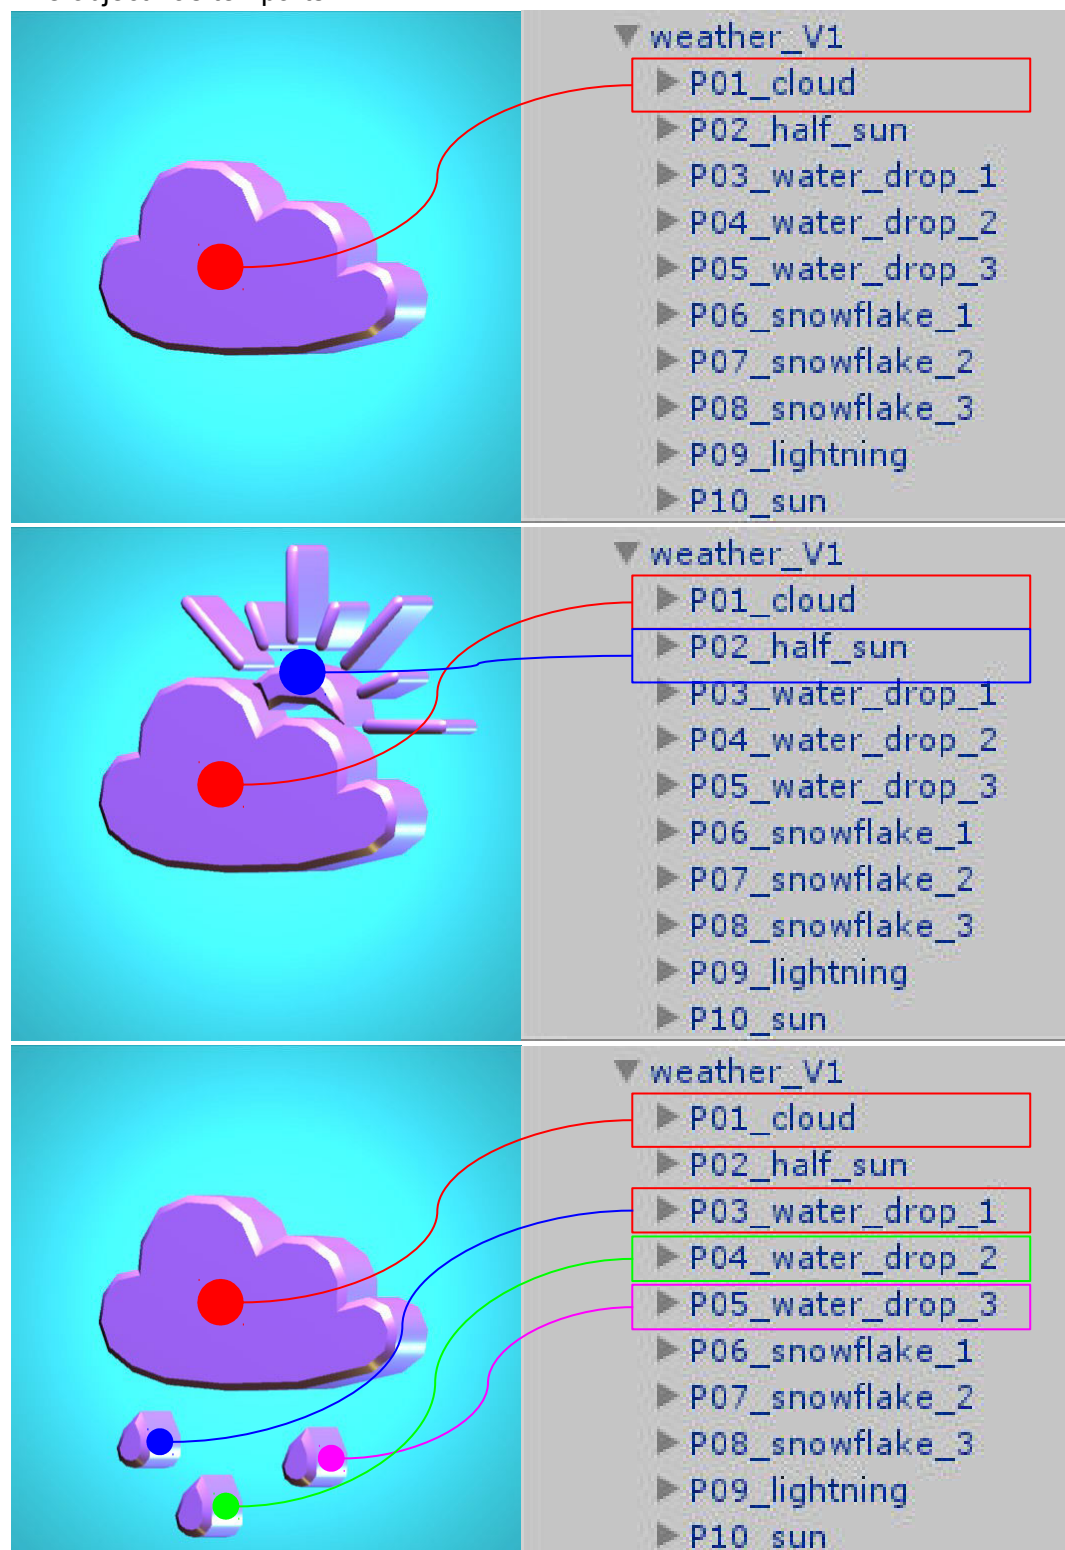 weather_V1
P01_cloud
P02_half_sun
P03_water_drop_1
P04_water_drop_2
P05_water_drop_3
P06_snowflake_1
P07_snowflake_2
P08_snowflake_3
P09_lightning
P10_sun
weather_V1
P01_cloud
P02_half_sun
P03_water_drop_1
P04_water_drop_2
P05_water_drop_3
P06_snowflake_1
P07_snowflake_2
P08_snowflake_3
P09_lightning
P10_sun
weather_V1
P01_cloud
P02_half_sun
P03_water_drop_1
P04_water_drop_2
P05_water_drop_3
P06_snowflake_1
P07_snowflake_2
P08_snowflake_3
P09_lightning
P10_sun